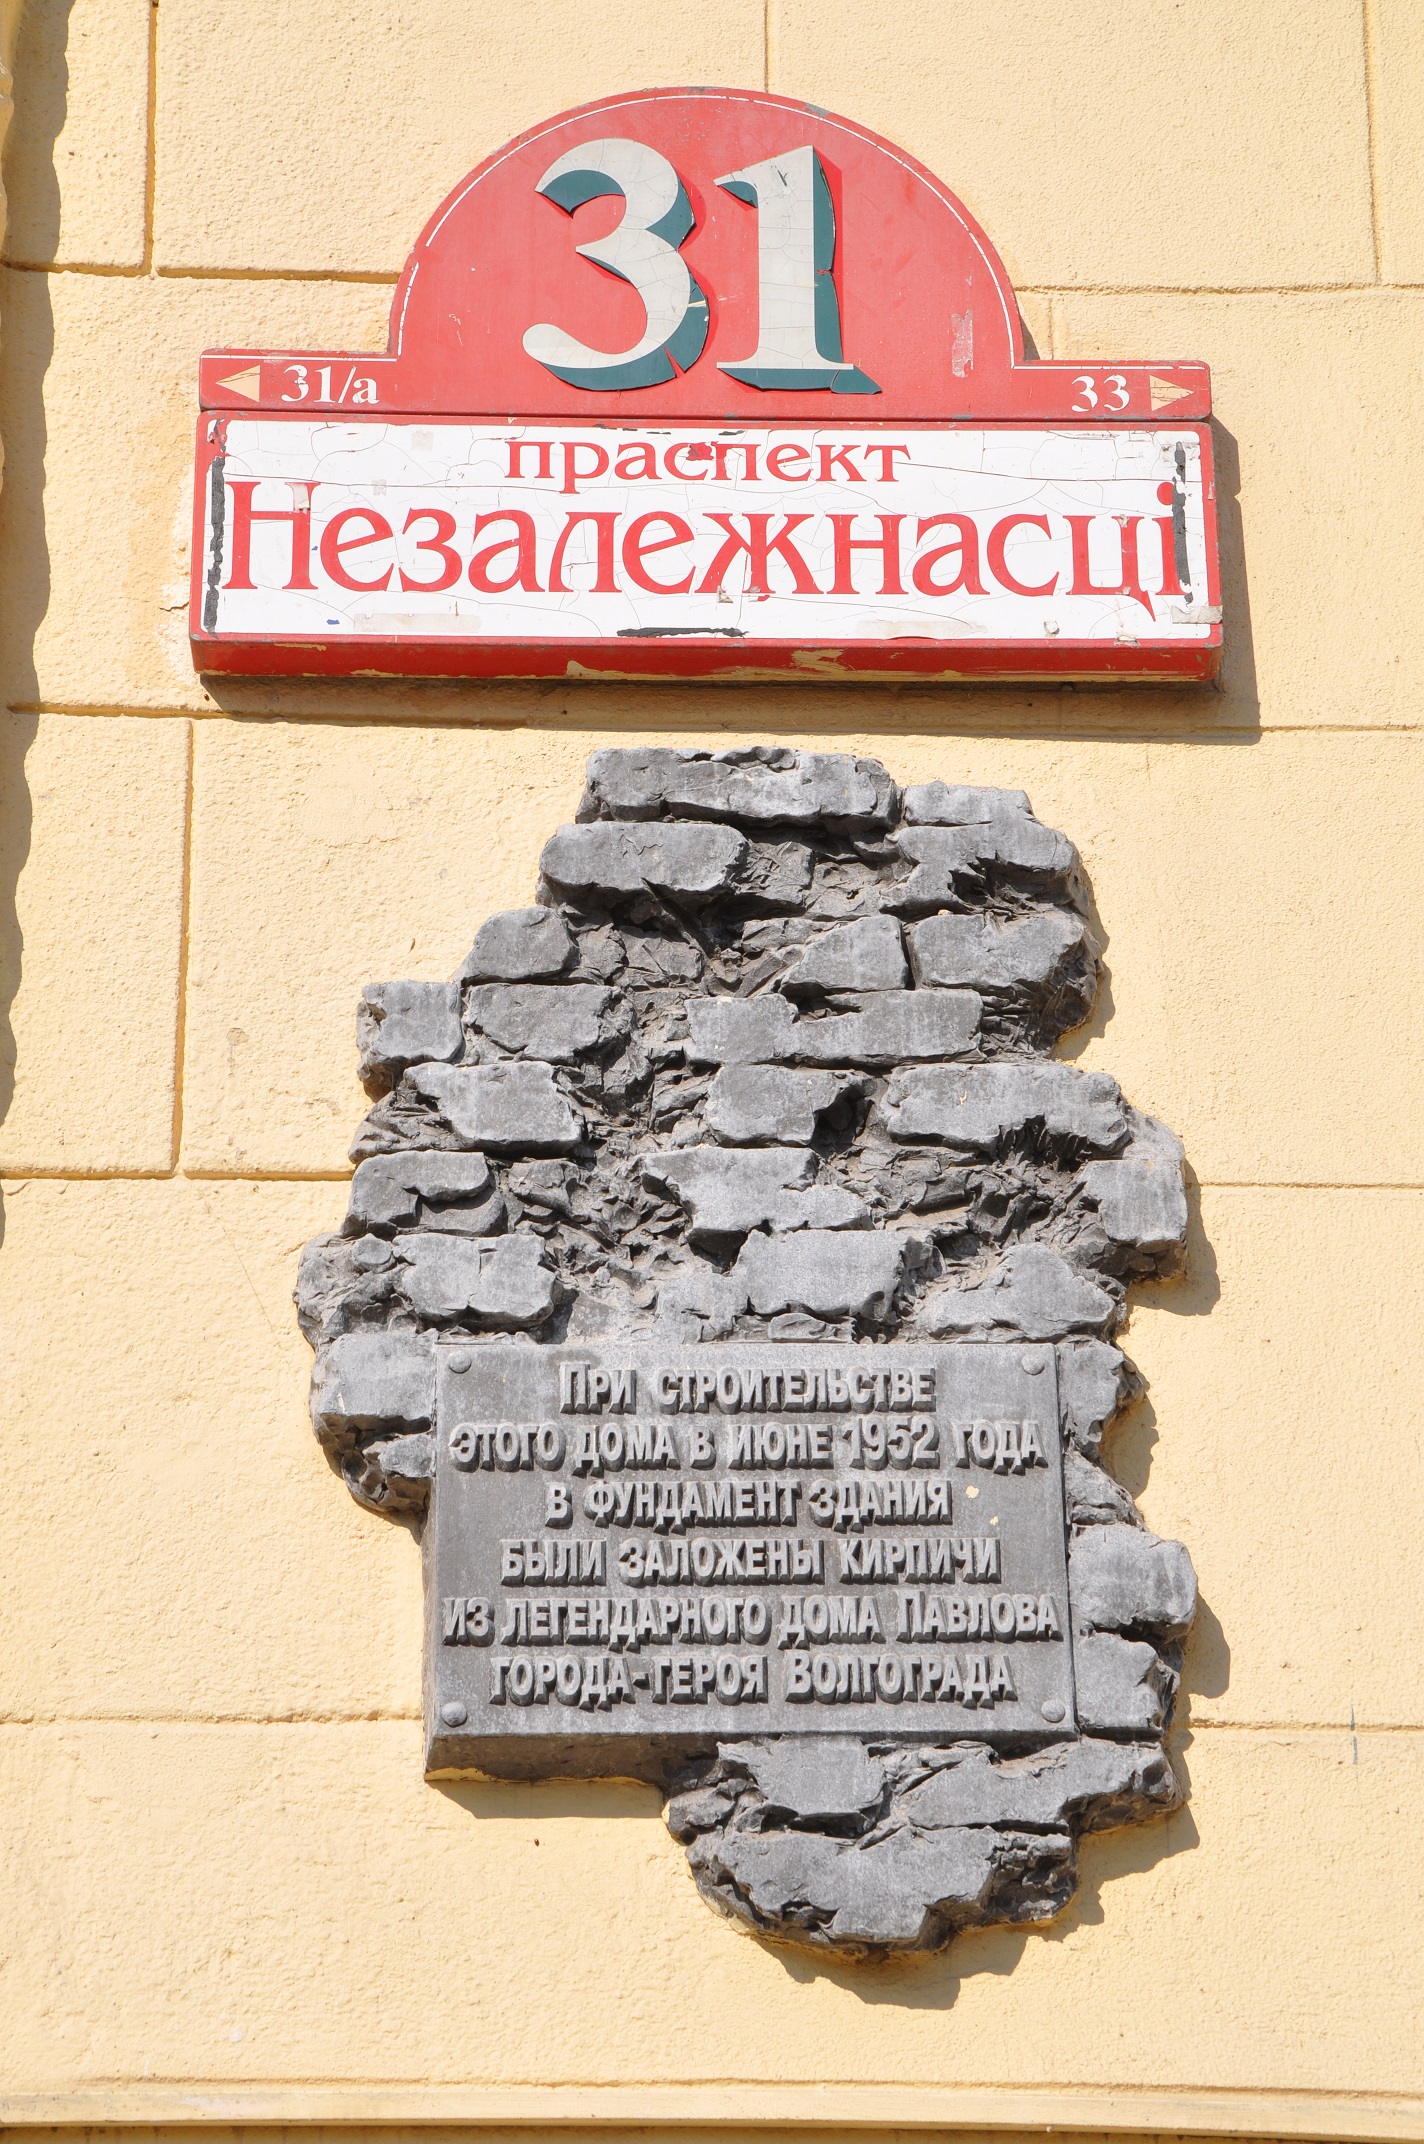 31
31/а 33
праспект
Незалежнасці
При строительстве
этого дома в июне 1952 года
в фундамент здания
были заложены кирпичи
из легендарного дома Павлова
города-героя Волгограда